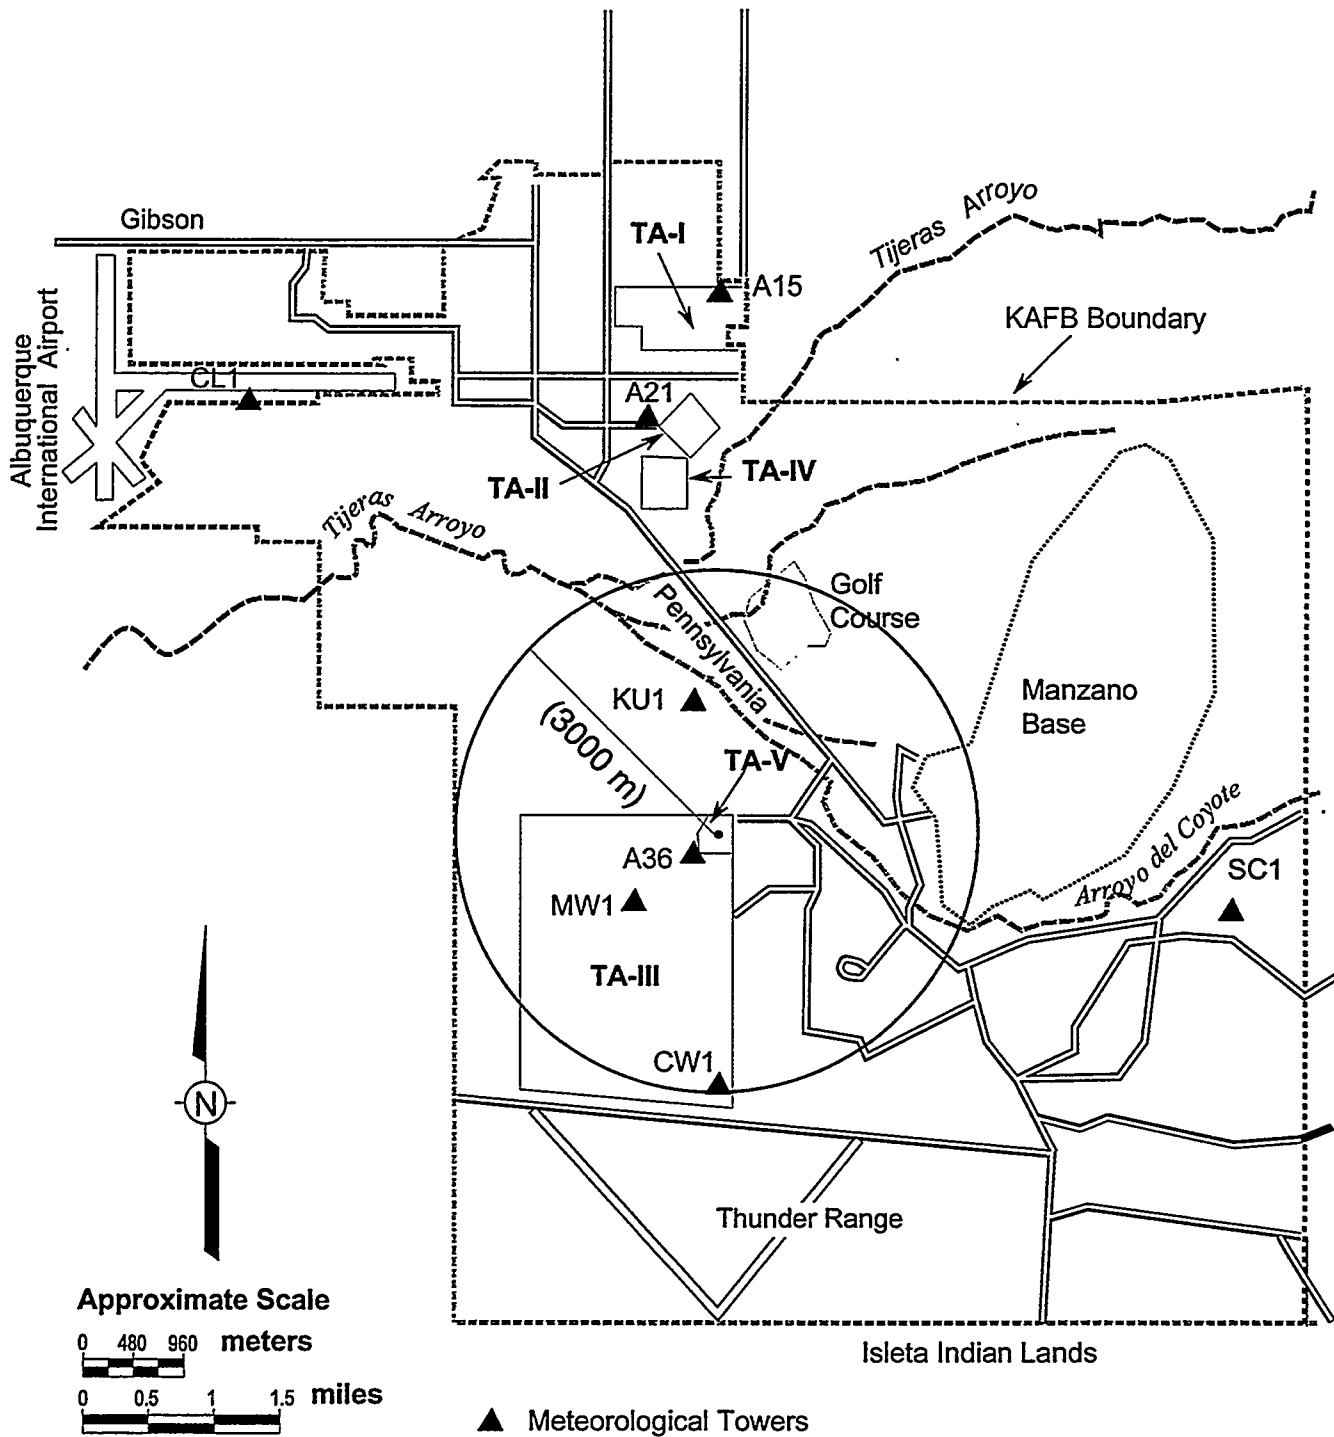 Gibson
Tijeras Arroyo
TA-I
A15
KAFB Boundary
Albuquerque
International Airport
CL1
A21
TA-II
TA-IV
Tijeras Arroyo
Golf
Course
Pennsylvania
KU1
Manzano
Base
(3000 m)
TA-V
A36
MW1
Arroyo del Coyote
SC1
TA-III
CW1
N
Thunder Range
Approximate Scale
0 480 960 meters
0 0.5 1 1.5 miles
Isleta Indian Lands
Meteorological Towers